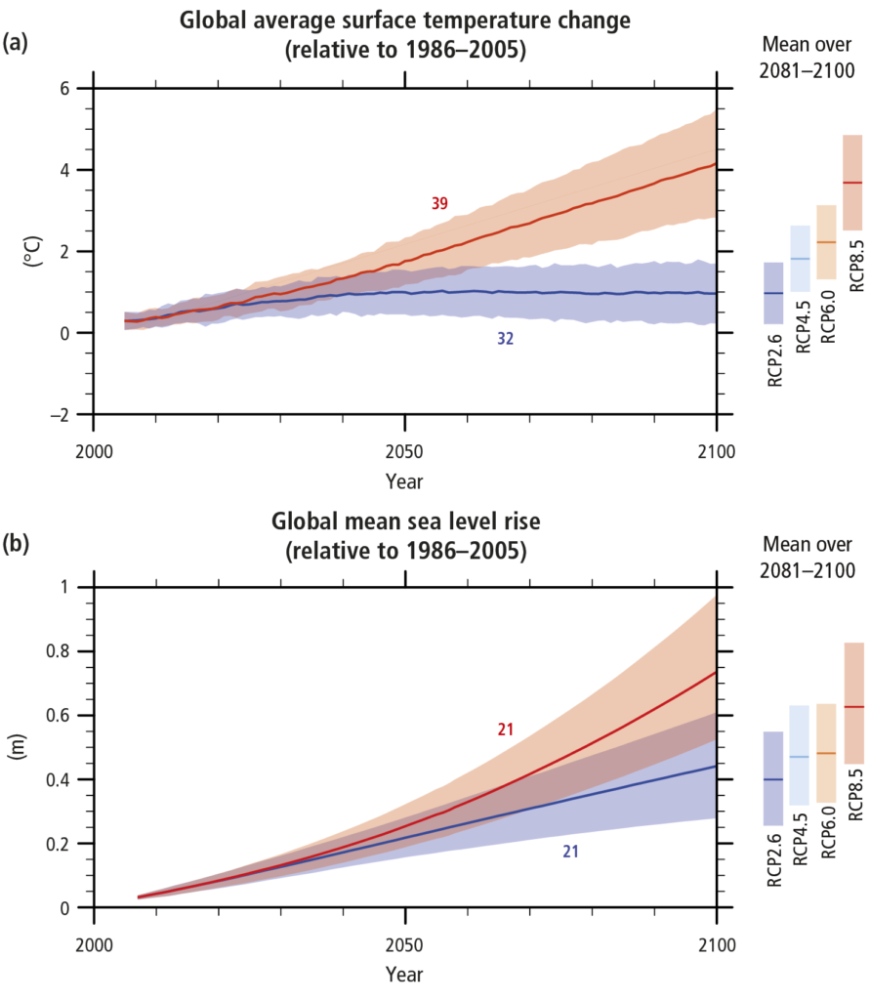 (a)
Global average surface temperature change
(relative to 1986–2005)
Mean over
2081–2100
6
4
2
0
–2
(°C)
39
32
2000
2050
2100
Year
RCP2.6
RCP4.5
RCP6.0
RCP8.5
(b)
Global mean sea level rise
(relative to 1986–2005)
Mean over
2081–2100
1
0.8
0.6
0.4
0.2
0
(m)
21
21
2000
2050
2100
Year
RCP2.6
RCP4.5
RCP6.0
RCP8.5